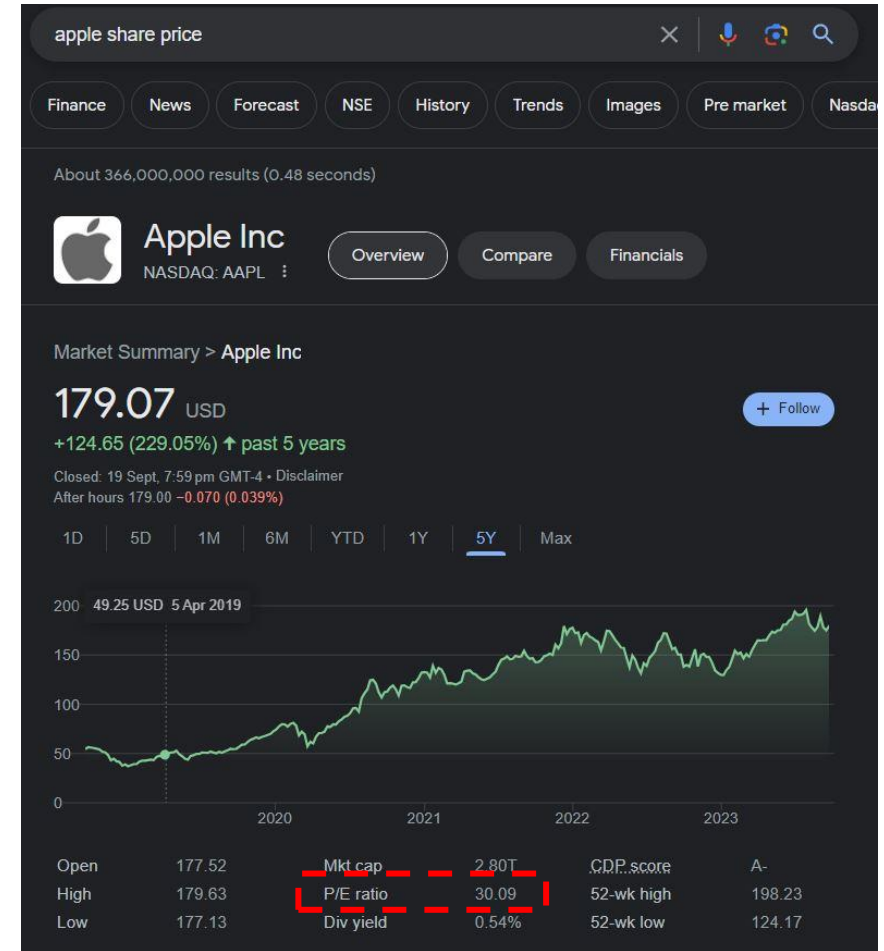 apple share price
Finance News Forecast NSE History Trends Images Pre market Nasda
About 366,000,000 results (0.48 seconds)
Apple Inc
NASDAQ: AAPL
Overview Compare Financials
Market Summary > Apple Inc
179.07 USD
+ Follow
+124.65 (229.05%) ↑ past 5 years
Closed: 19 Sept, 7:59 pm GMT-4 • Disclaimer
After hours 179.00 −0.070 (0.039%)
1D 5D 1M 6M YTD 1Y 5Y Max
200 49.25 USD 5 Apr 2019
150
100
50
0
2020 2021 2022 2023
Open 177.52 Mkt cap 2.80T CDP score A-
High 179.63 P/E ratio 30.09 52-wk high 198.23
Low 177.13 Div yield 0.54% 52-wk low 124.17